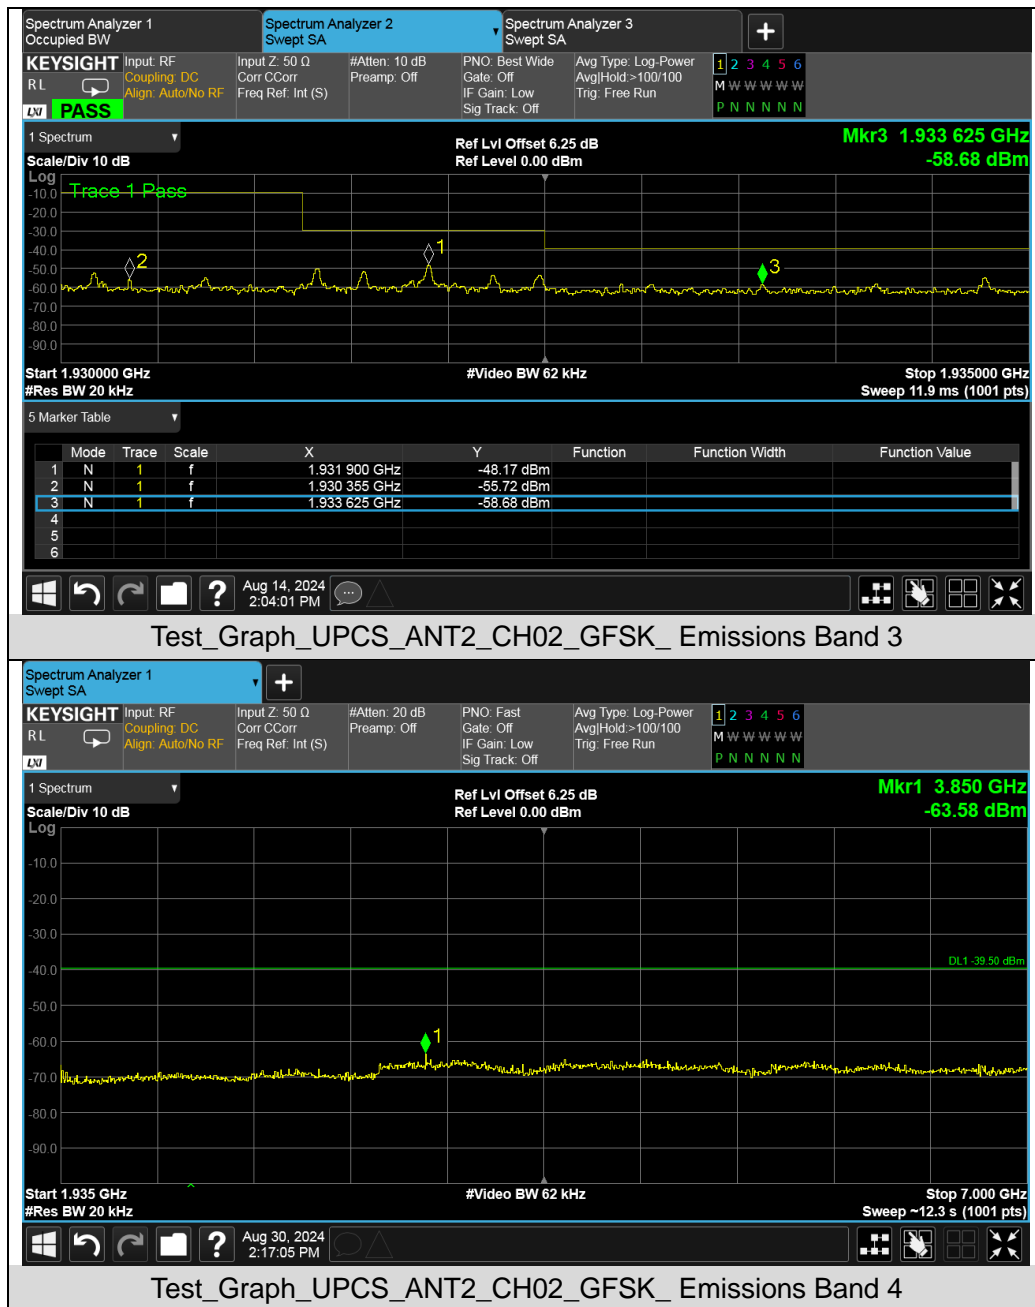 Spectrum Analyzer 1
Occupied BW
Spectrum Analyzer 2
Swept SA
Spectrum Analyzer 3
Swept SA
KEYSIGHT
R L
LXI
PASS
Input: RF
Coupling: DC
Align: Auto/No RF
Input Z: 50 Ω
Corr CCorr
Freq Ref: Int (S)
#Atten: 10 dB
Preamp: Off
PNO: Best Wide
Gate: Off
IF Gain: Low
Sig Track: Off
Avg Type: Log-Power
Avg|Hold:>100/100
Trig: Free Run
1 2 3 4 5 6
M W W W W W
P N N N N N
1 Spectrum
Scale/Div 10 dB
Ref Lvl Offset 6.25 dB
Ref Level 0.00 dBm
Mkr3 1.933 625 GHz
-58.68 dBm
Log
Trace 1 Pass
-10.0
-20.0
-30.0
-40.0
-50.0
-60.0
-70.0
-80.0
-90.0
2
1
3
Start 1.930000 GHz
#Video BW 62 kHz
Stop 1.935000 GHz
#Res BW 20 kHz
Sweep 11.9 ms (1001 pts)
5 Marker Table
Mode Trace Scale X Y Function Function Width Function Value
1 N 1 f 1.931 900 GHz -48.17 dBm
2 N 1 f 1.930 355 GHz -55.72 dBm
3 N 1 f 1.933 625 GHz -58.68 dBm
4
5
6
?
Aug 14, 2024
2:04:01 PM
Test_Graph_UPCS_ANT2_CH02_GFSK_ Emissions Band 3
Spectrum Analyzer 1
Swept SA
KEYSIGHT
R L
LXI
Input: RF
Coupling: DC
Align: Auto/No RF
Input Z: 50 Ω
Corr CCorr
Freq Ref: Int (S)
#Atten: 20 dB
Preamp: Off
PNO: Fast
Gate: Off
IF Gain: Low
Sig Track: Off
Avg Type: Log-Power
Avg|Hold:>100/100
Trig: Free Run
1 2 3 4 5 6
M W W W W W
P N N N N N
1 Spectrum
Scale/Div 10 dB
Ref Lvl Offset 6.25 dB
Ref Level 0.00 dBm
Mkr1 3.850 GHz
-63.58 dBm
Log
-10.0
-20.0
-30.0
-40.0
-50.0
-60.0
-70.0
-80.0
-90.0
DL1 -39.50 dBm
1
Start 1.935 GHz
#Video BW 62 kHz
Stop 7.000 GHz
#Res BW 20 kHz
Sweep ~12.3 s (1001 pts)
?
Aug 30, 2024
2:17:05 PM
Test_Graph_UPCS_ANT2_CH02_GFSK_ Emissions Band 4